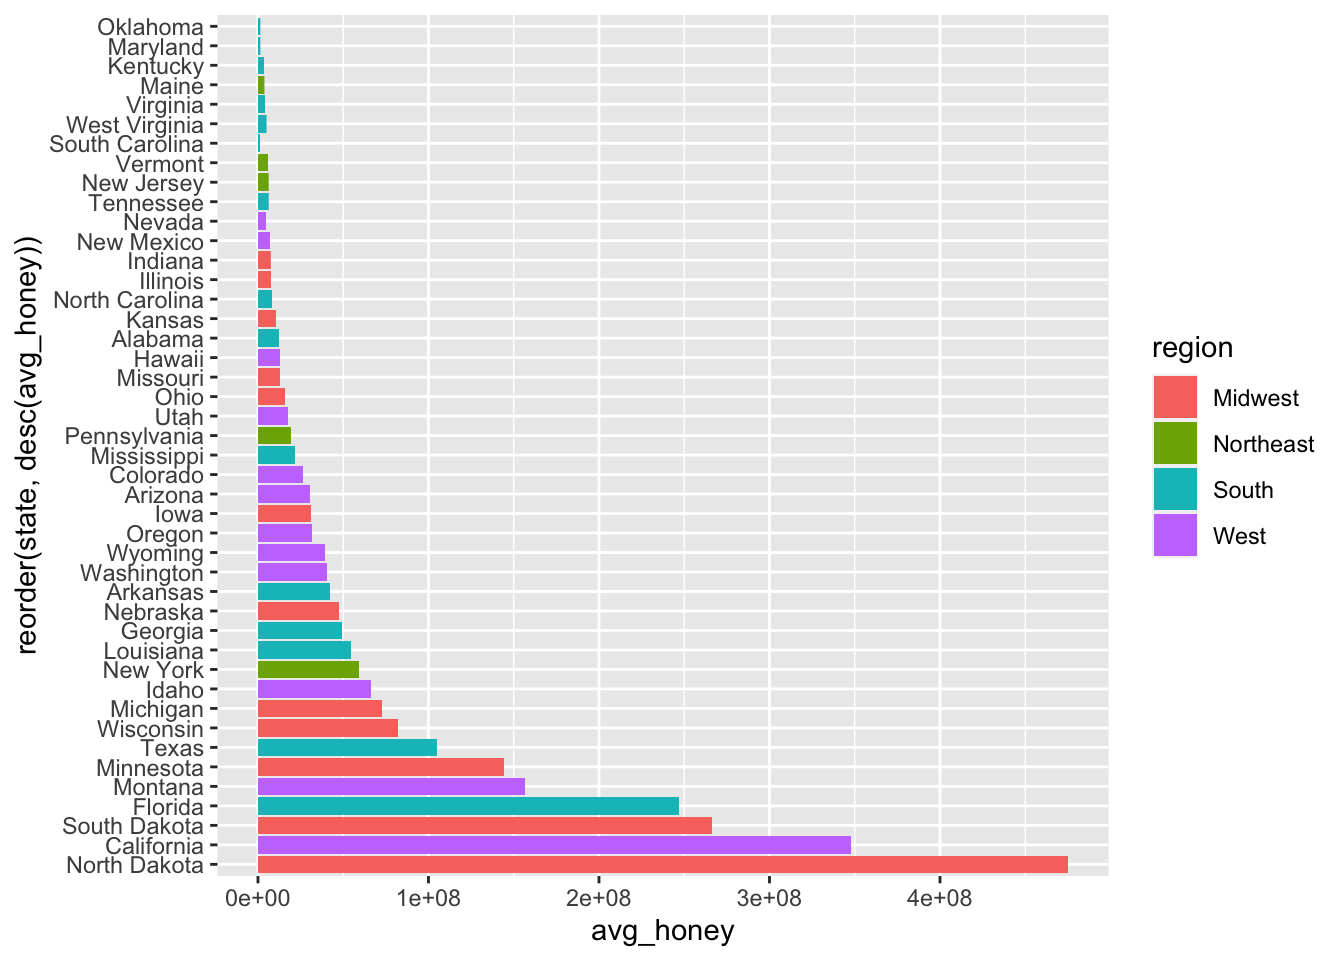 reorder(state, desc(avg_honey))
Oklahoma
Maryland
Kentucky
Maine
Virginia
West Virginia
South Carolina
Vermont
New Jersey
Tennessee
Nevada
New Mexico
Indiana
Illinois
North Carolina
Kansas
Alabama
Hawaii
Missouri
Ohio
Utah
Pennsylvania
Mississippi
Colorado
Arizona
Iowa
Oregon
Wyoming
Washington
Arkansas
Nebraska
Georgia
Louisiana
New York
Idaho
Michigan
Wisconsin
Texas
Minnesota
Montana
Florida
South Dakota
California
North Dakota
0e+00 1e+08 2e+08 3e+08 4e+08
avg_honey
region
Midwest
Northeast
South
West